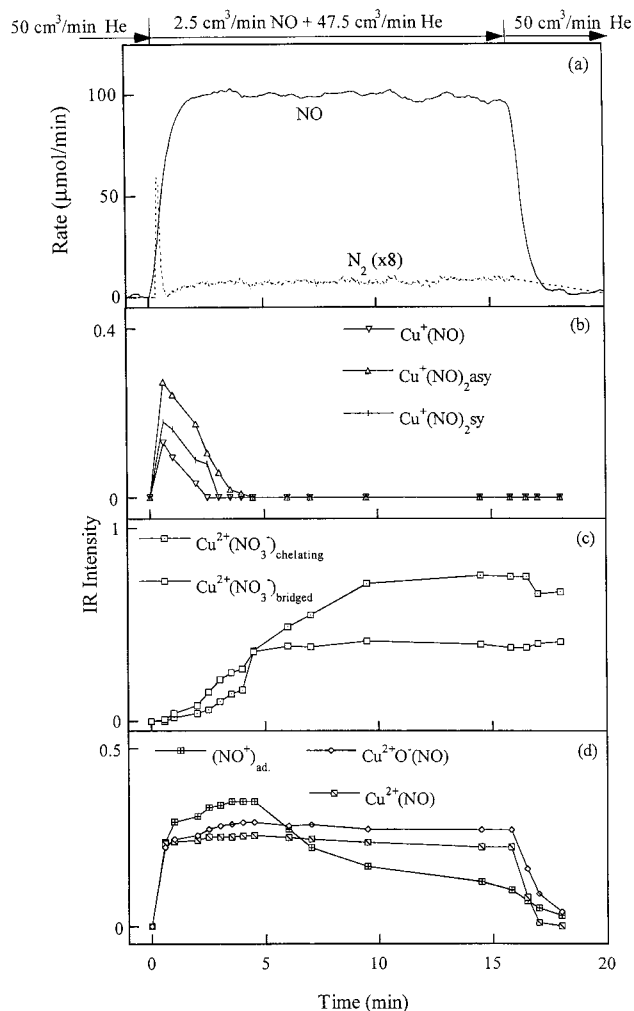 50 cm³/min He 2.5 cm³/min NO + 47.5 cm³/min He 50 cm³/min He
(a)
100
NO
50
Rate (μmol/min)
N₂ (x8)
0
(b)
0.4
Cu⁺(NO)
Cu⁺(NO)₂asy
Cu⁺(NO)₂sy
0
(c)
1
Cu²⁺(NO₃⁻)chelating
Cu²⁺(NO₃⁻)bridged
IR Intensity
0
(d)
0.5
(NO⁺)ad.
Cu²⁺O⁻(NO)
Cu²⁺(NO)
0
0 5 10 15 20
Time (min)